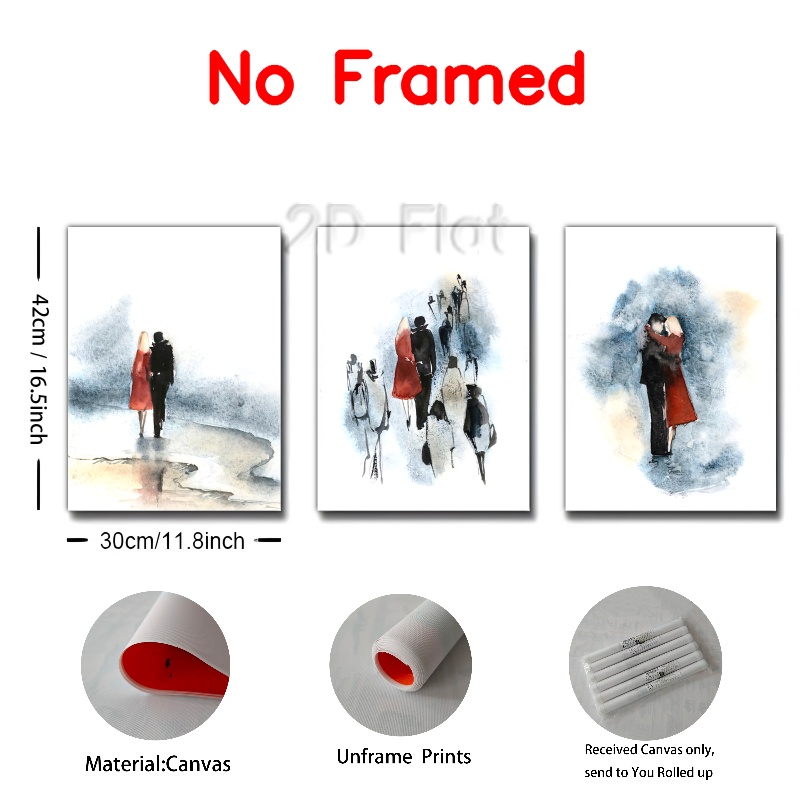 No Framed
2D Flat
42cm / 16.5inch
30cm/11.8inch
Material:Canvas
Unframe Prints
Received Canvas only,
send to You Rolled up